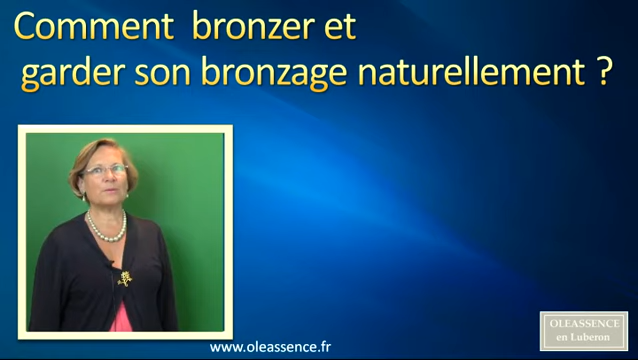 Comment bronzer et
garder son bronzage naturellement ?
www.oleassence.fr
OLEASSENCE
en Luberon